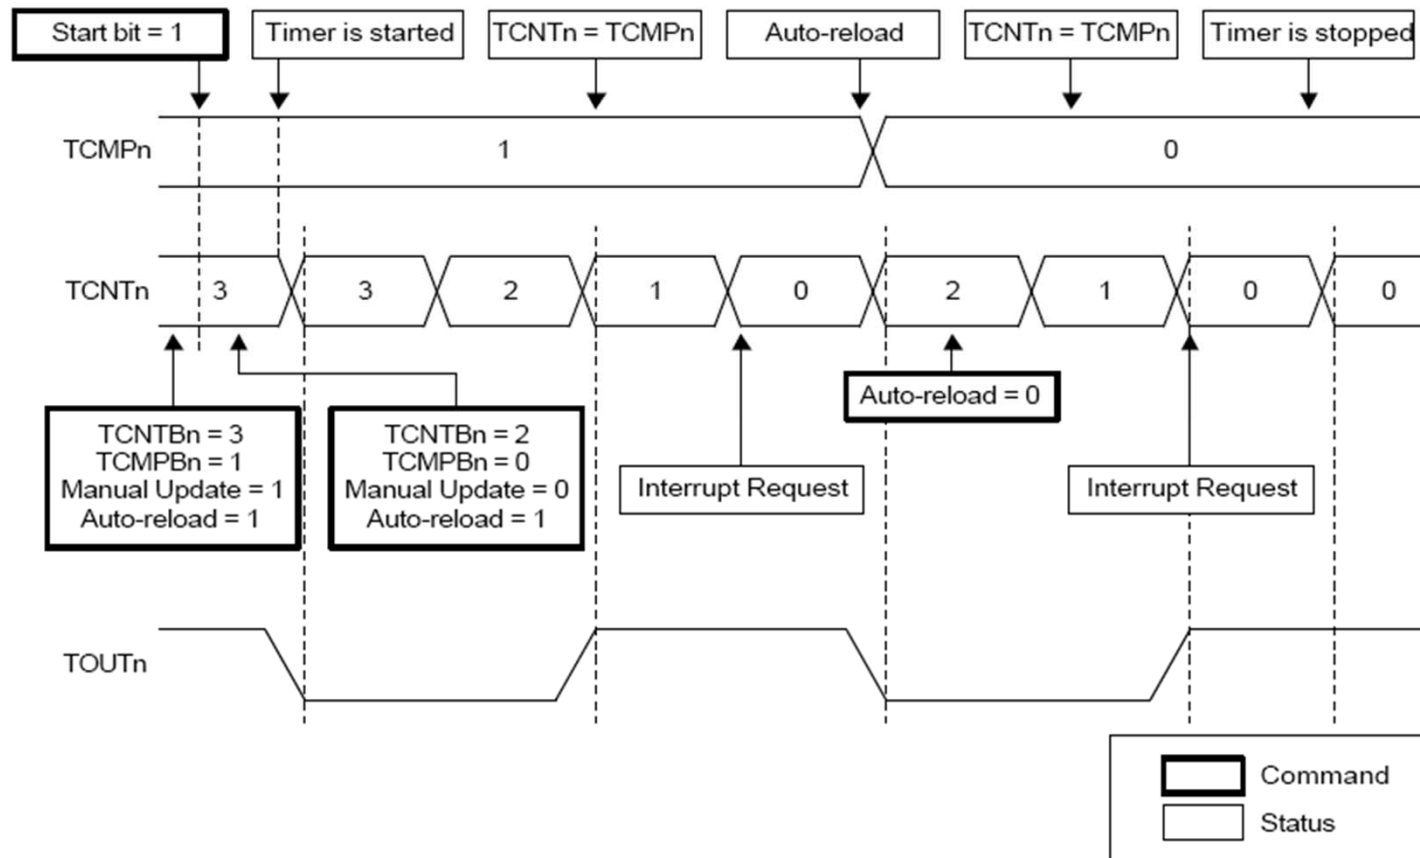 Start bit = 1
Timer is started
TCNTn = TCMPn
Auto-reload
TCNTn = TCMPn
Timer is stopped
TCMPn
1
0
TCNTn
3
3
2
1
0
2
1
0
0
Auto-reload = 0
TCNTBn = 3
TCMPBn = 1
Manual Update = 1
Auto-reload = 1
TCNTBn = 2
TCMPBn = 0
Manual Update = 0
Auto-reload = 1
Interrupt Request
Interrupt Request
TOUTn
Command
Status